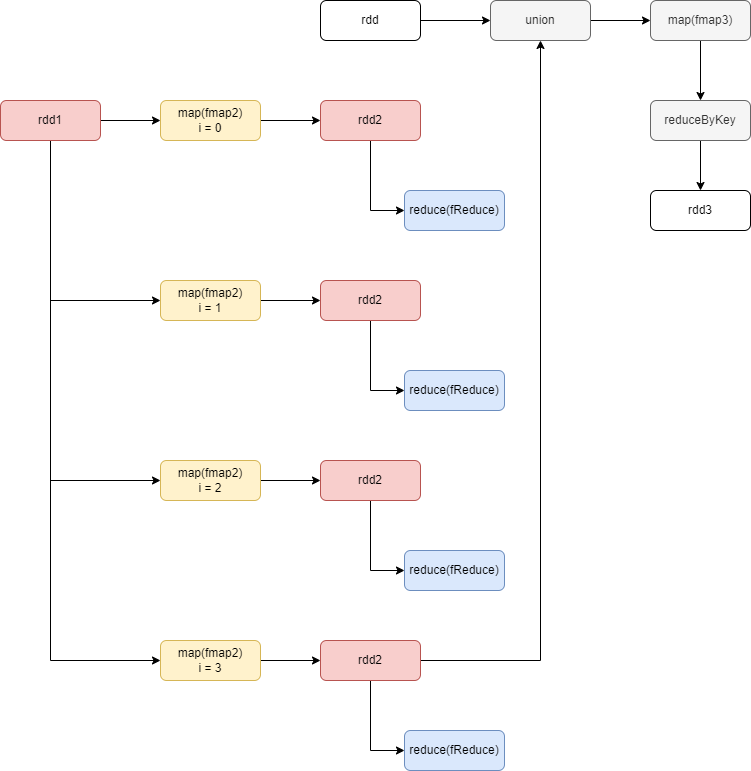 rdd
union
map(fmap3)
rdd1
map(fmap2)
i = 0
rdd2
reduceByKey
reduce(fReduce)
rdd3
map(fmap2)
i = 1
rdd2
reduce(fReduce)
map(fmap2)
i = 2
rdd2
reduce(fReduce)
map(fmap2)
i = 3
rdd2
reduce(fReduce)